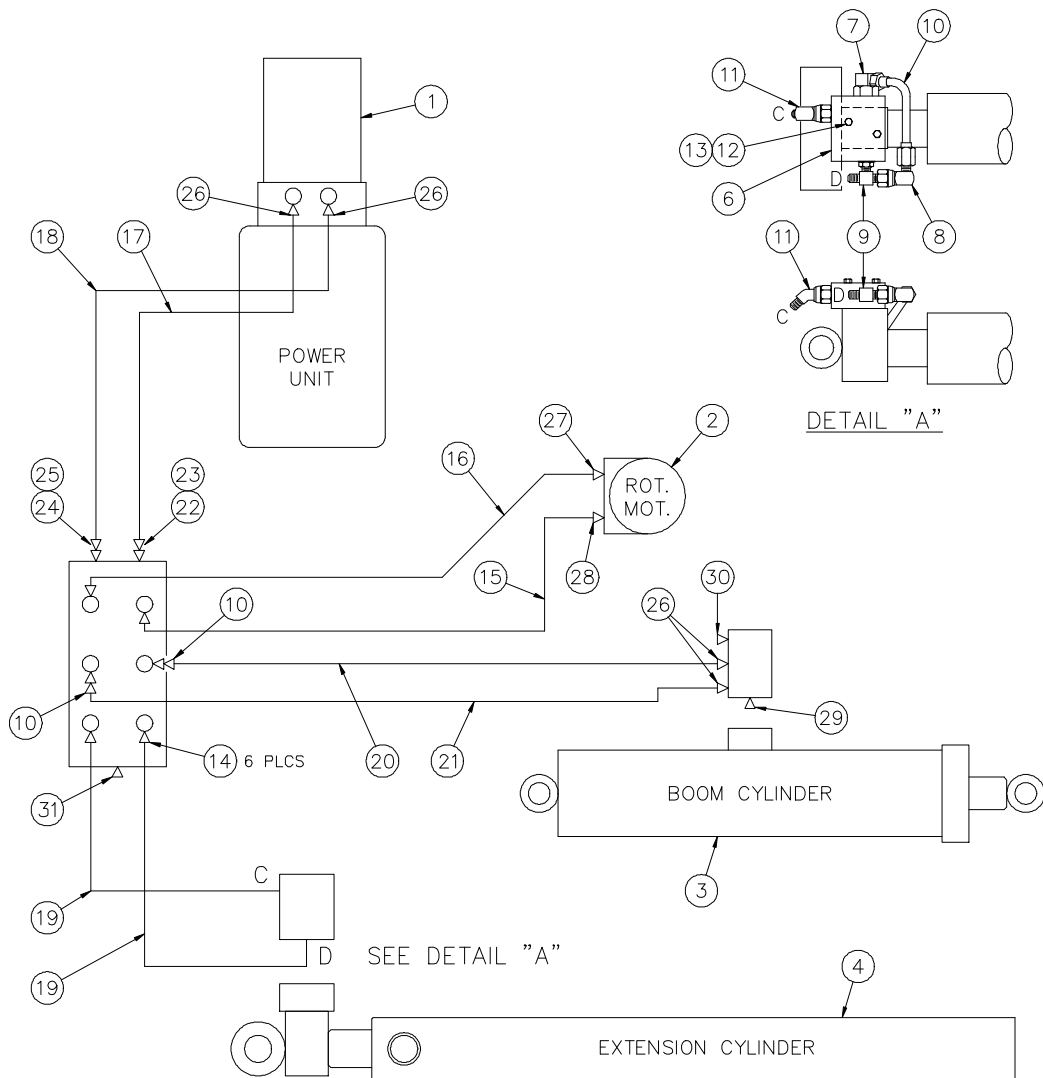 7
10
11
1
C
13
12
6
D
9
8
26
26
18
17
11
D
C
POWER
UNIT
DETAIL "A"
27
2
16
25
23
ROT.
MOT.
24
22
15
28
30
10
26
10
29
14 6 PLCS
20
21
31
BOOM CYLINDER
3
C
19
D SEE DETAIL "A"
19
4
EXTENSION CYLINDER